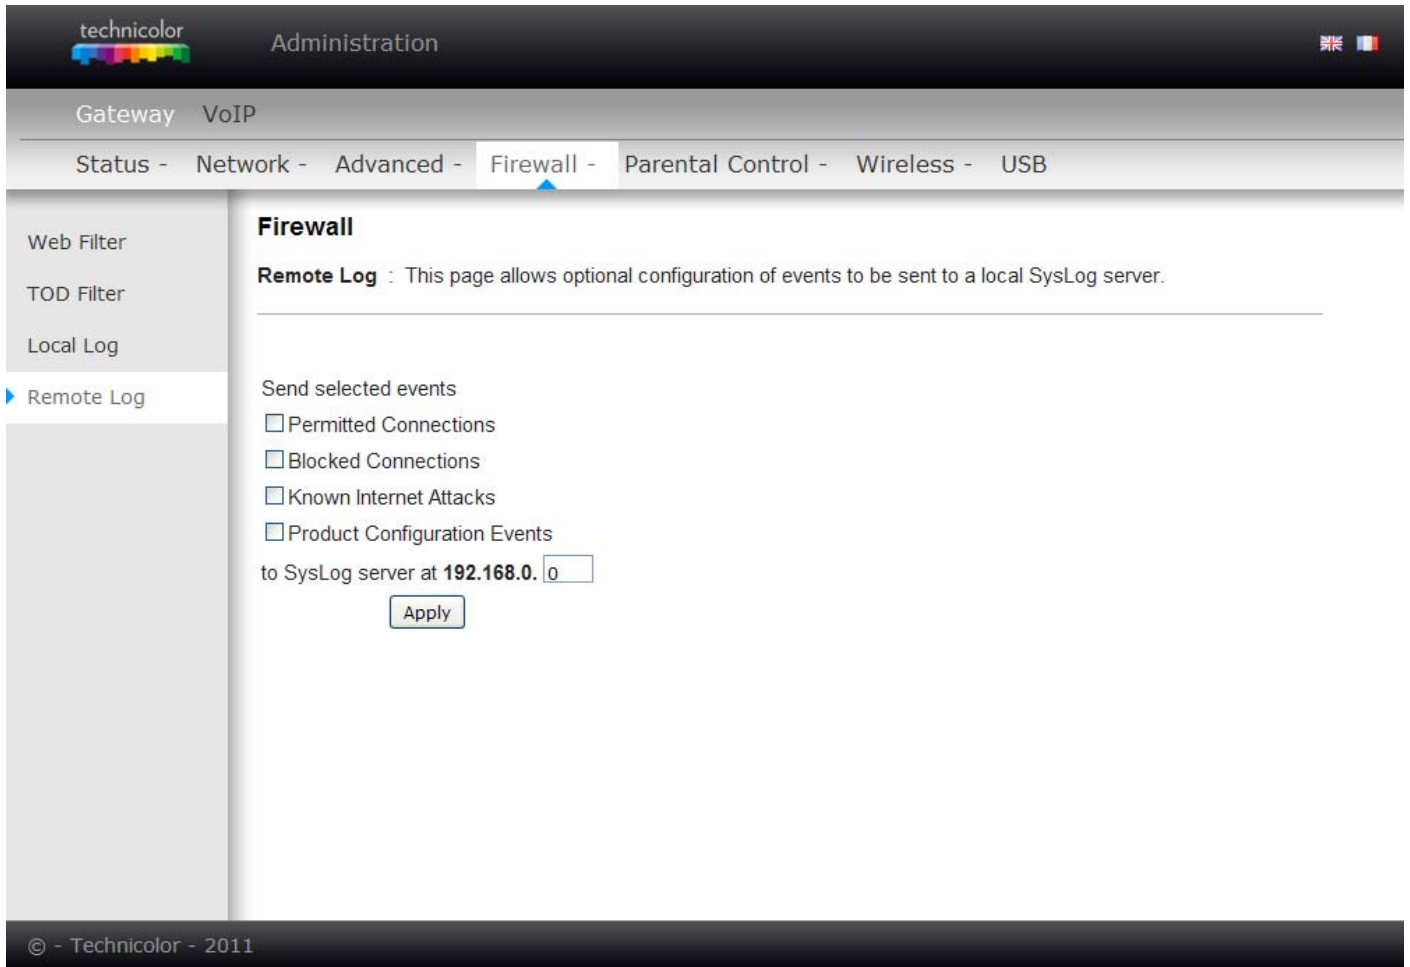 technicolor
Administration
Gateway VoIP
Status - Network - Advanced - Firewall - Parental Control - Wireless - USB
Web Filter
TOD Filter
Local Log
Remote Log
Firewall
Remote Log : This page allows optional configuration of events to be sent to a local SysLog server.
Send selected events
Permitted Connections
Blocked Connections
Known Internet Attacks
Product Configuration Events
to SysLog server at 192.168.0. 0
Apply
© - Technicolor - 2011